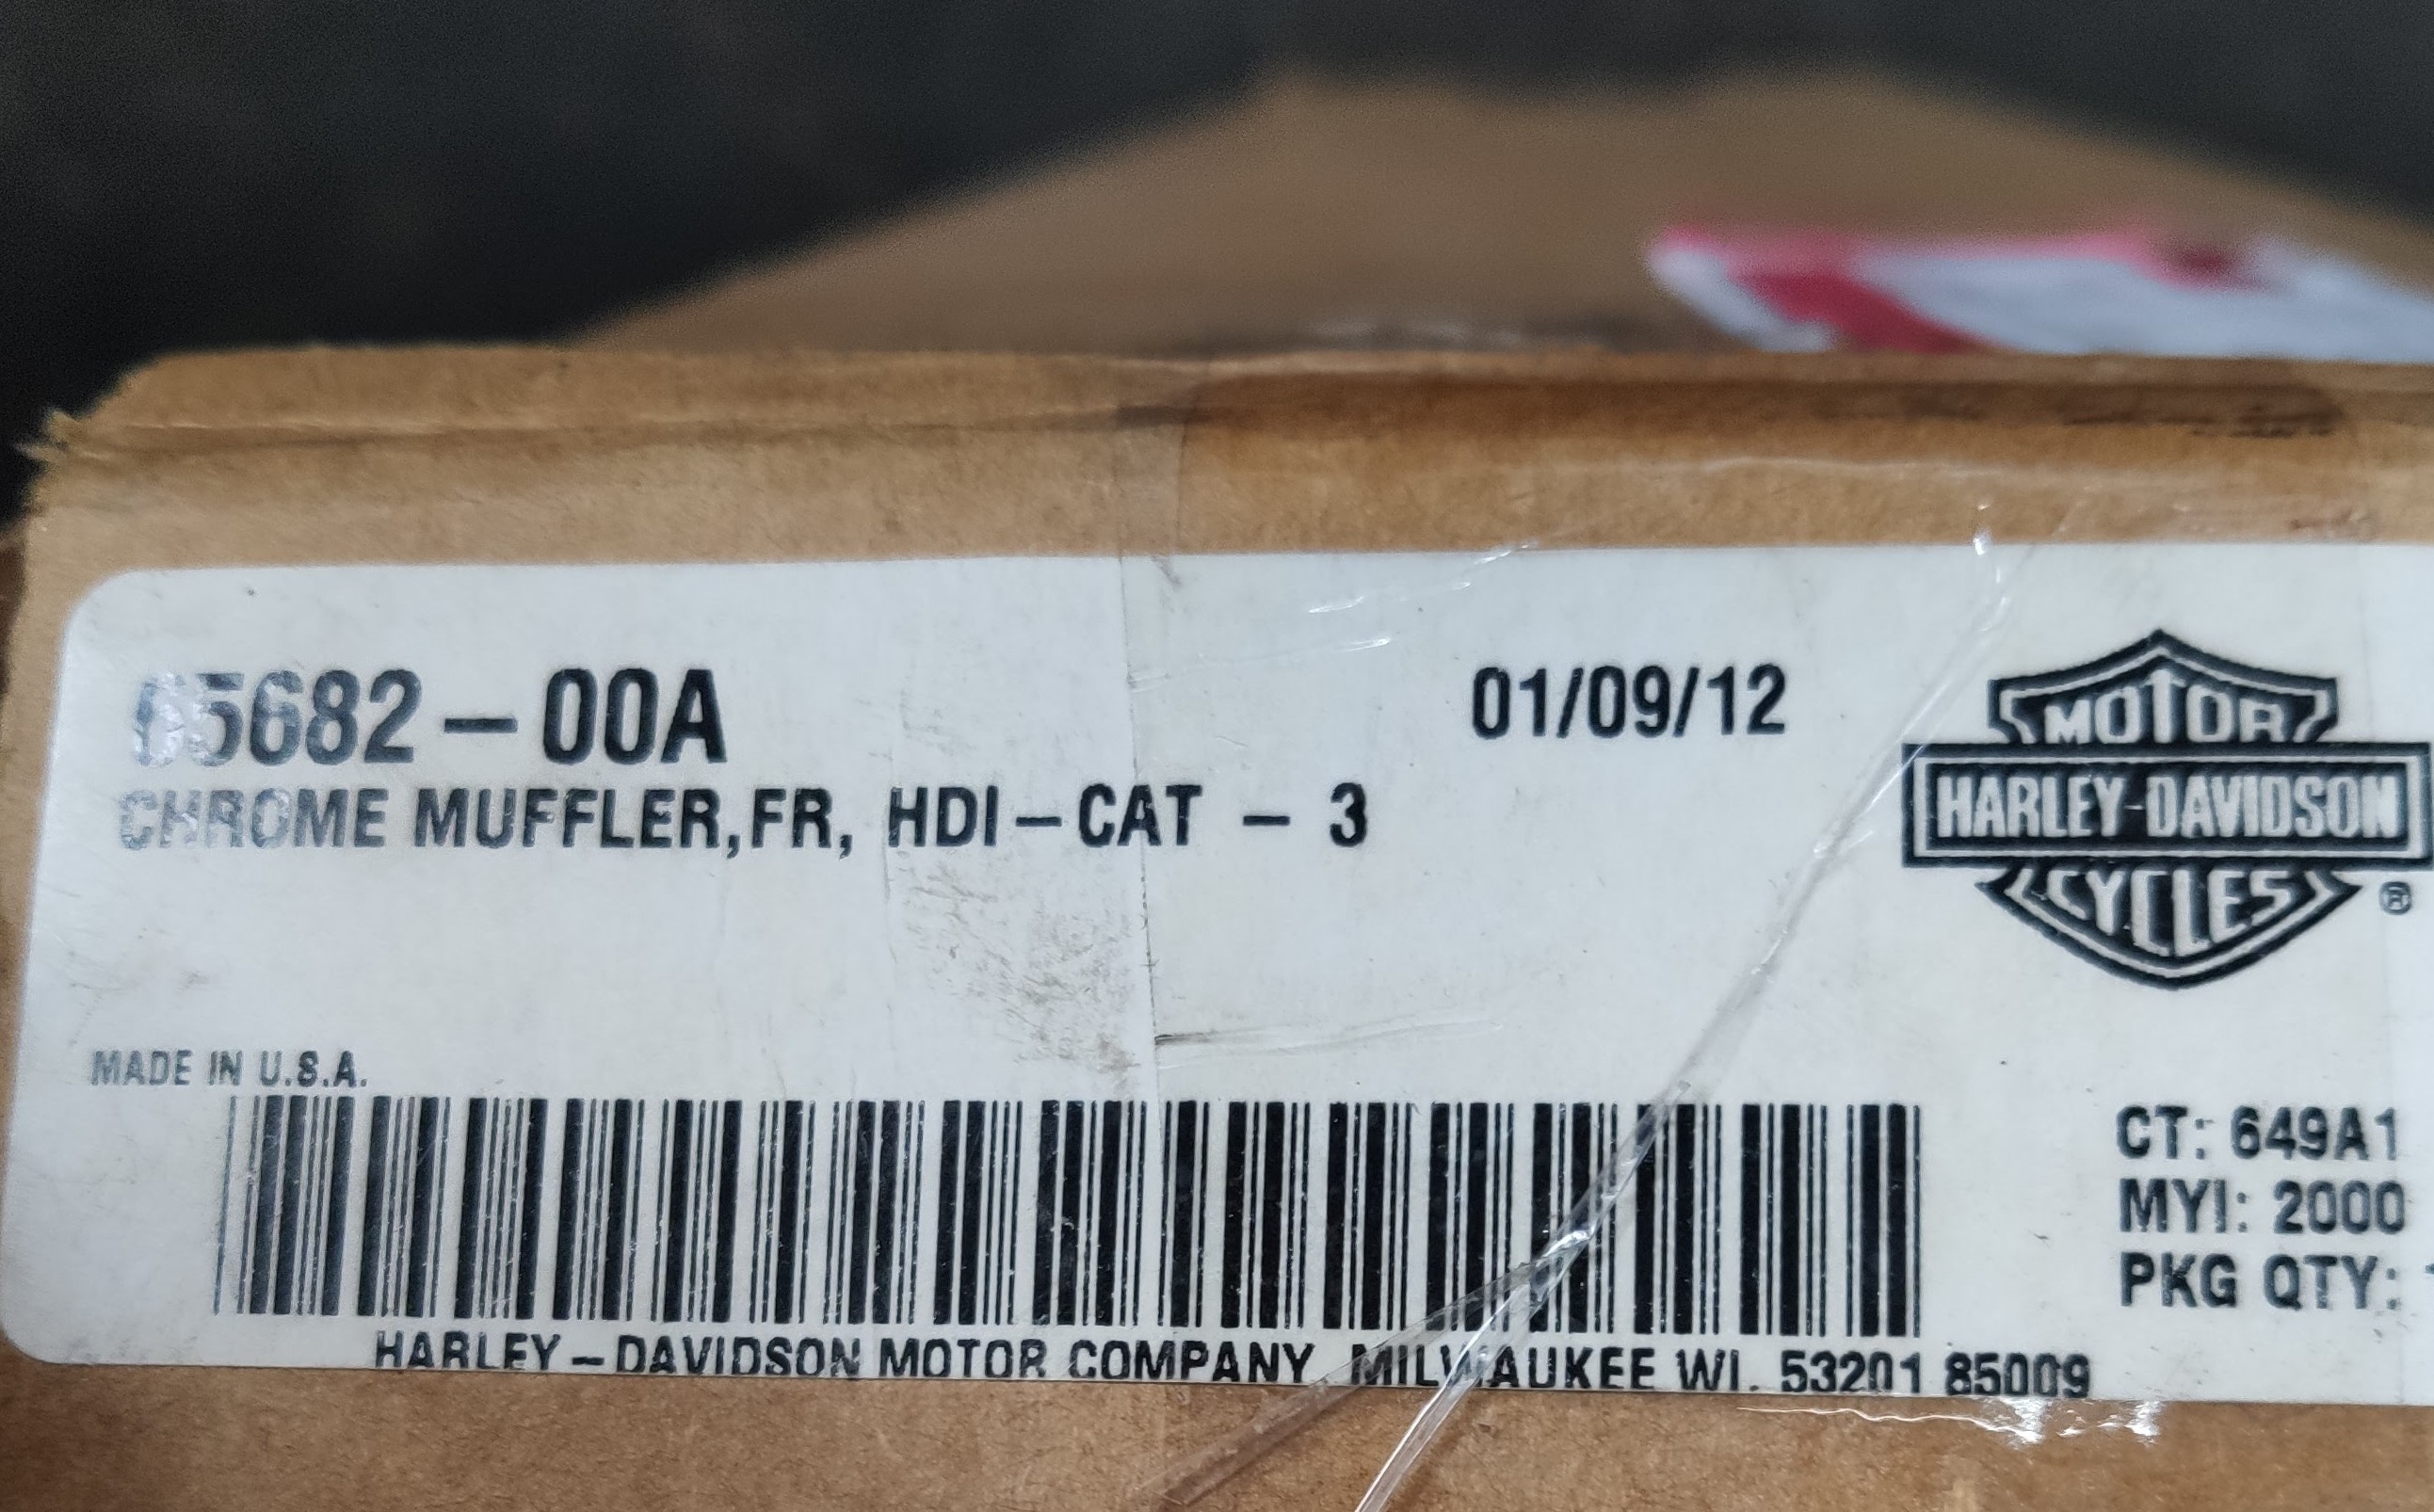 65682-00A
01/09/12
CHROME MUFFLER,FR, HDI-CAT - 3
MOTOR
HARLEY-DAVIDSON
CYCLES
®
MADE IN U.S.A.
CT: 649A1
MYI: 2000
PKG QTY:
HARLEY-DAVIDSON MOTOR COMPANY, MILWAUKEE WI. 53201 85009